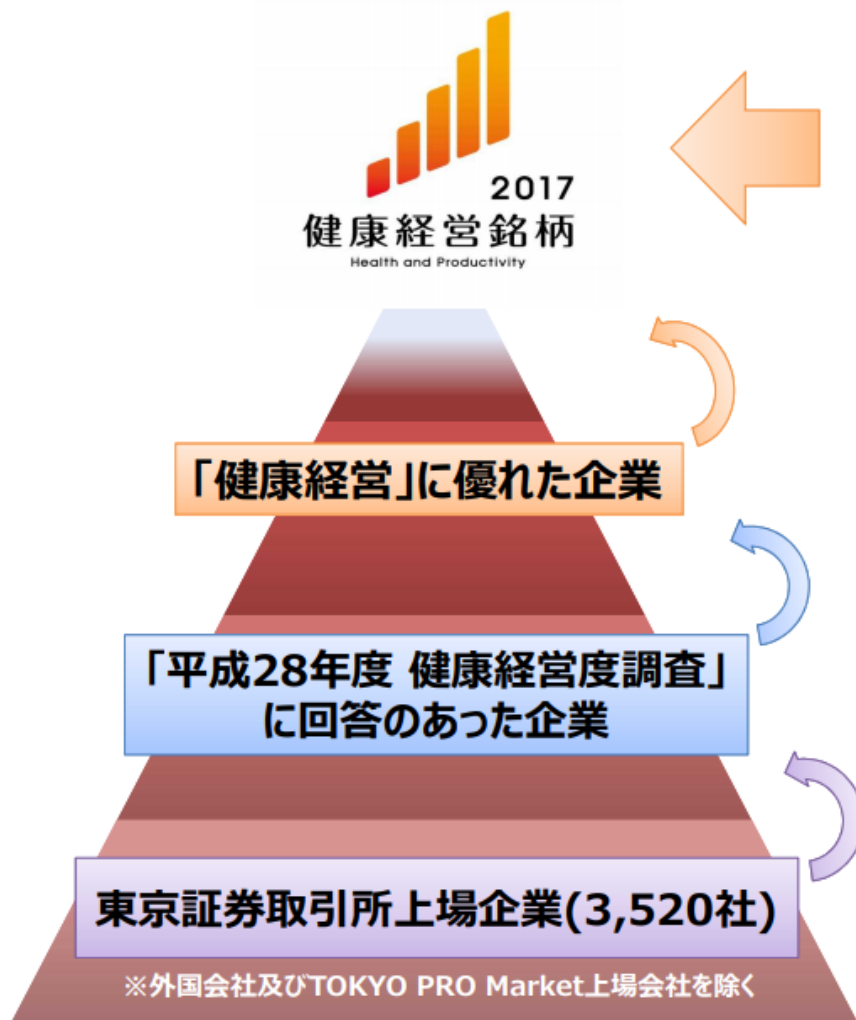 2017
健康経営銘柄
Health and Productivity
「健康経営」に優れた企業
「平成28年度 健康経営度調査」
に回答のあった企業
東京証券取引所上場企業(3,520社)
※外国会社及びTOKYO PRO Market上場会社を除く